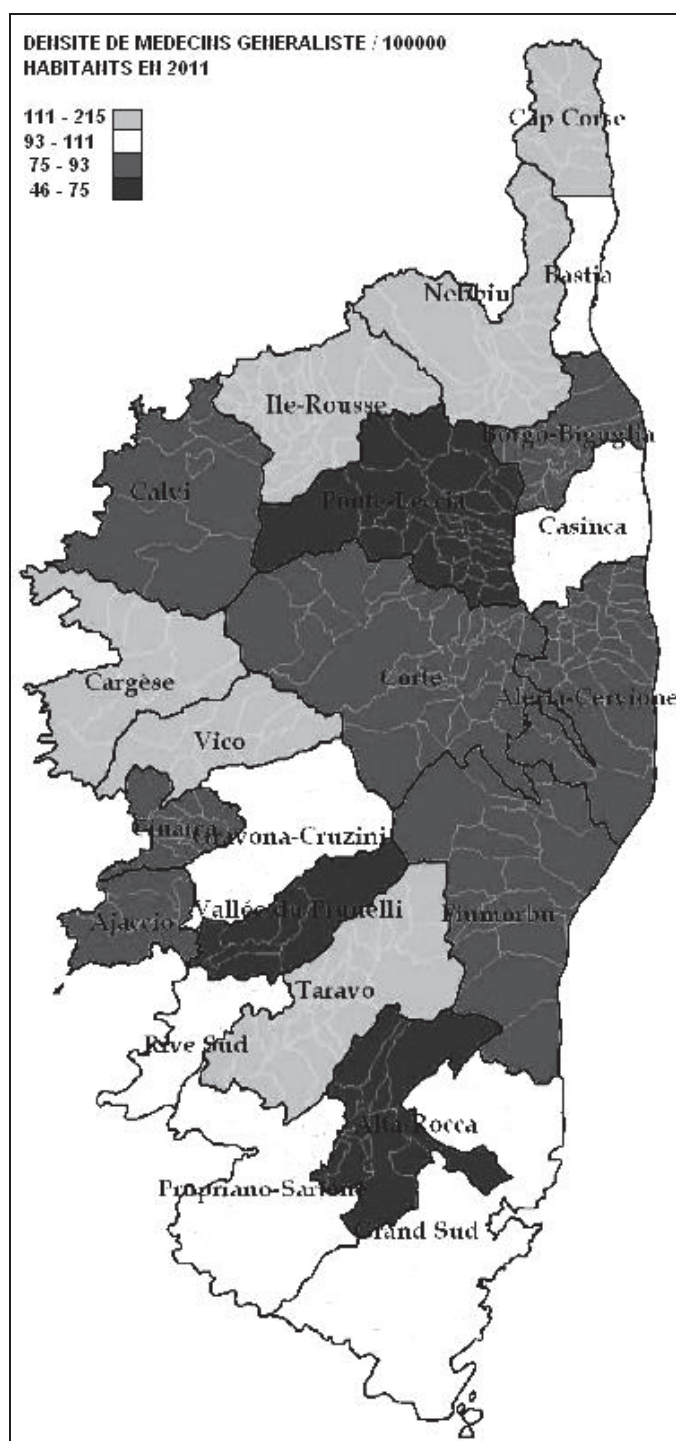 DENSITE DE MEDECINS GENERALISTE / 100000
HABITANTS EN 2011
111 - 215
93 - 111
75 - 93
46 - 75
Cap Corse
Bastia
Nebbiu
Ile-Rousse
Borgo-Biguglia
Calvi
Ponte-Leccia
Casinca
Corte
Cargèse
Aleria-Cervione
Vico
Cinarca
Gravona-Cruzini
Vallée du Prunelli
Ajaccio
Fiumorbu
Taravo
Rive Sud
Alta Rocca
Propriano-Sartène
Grand Sud